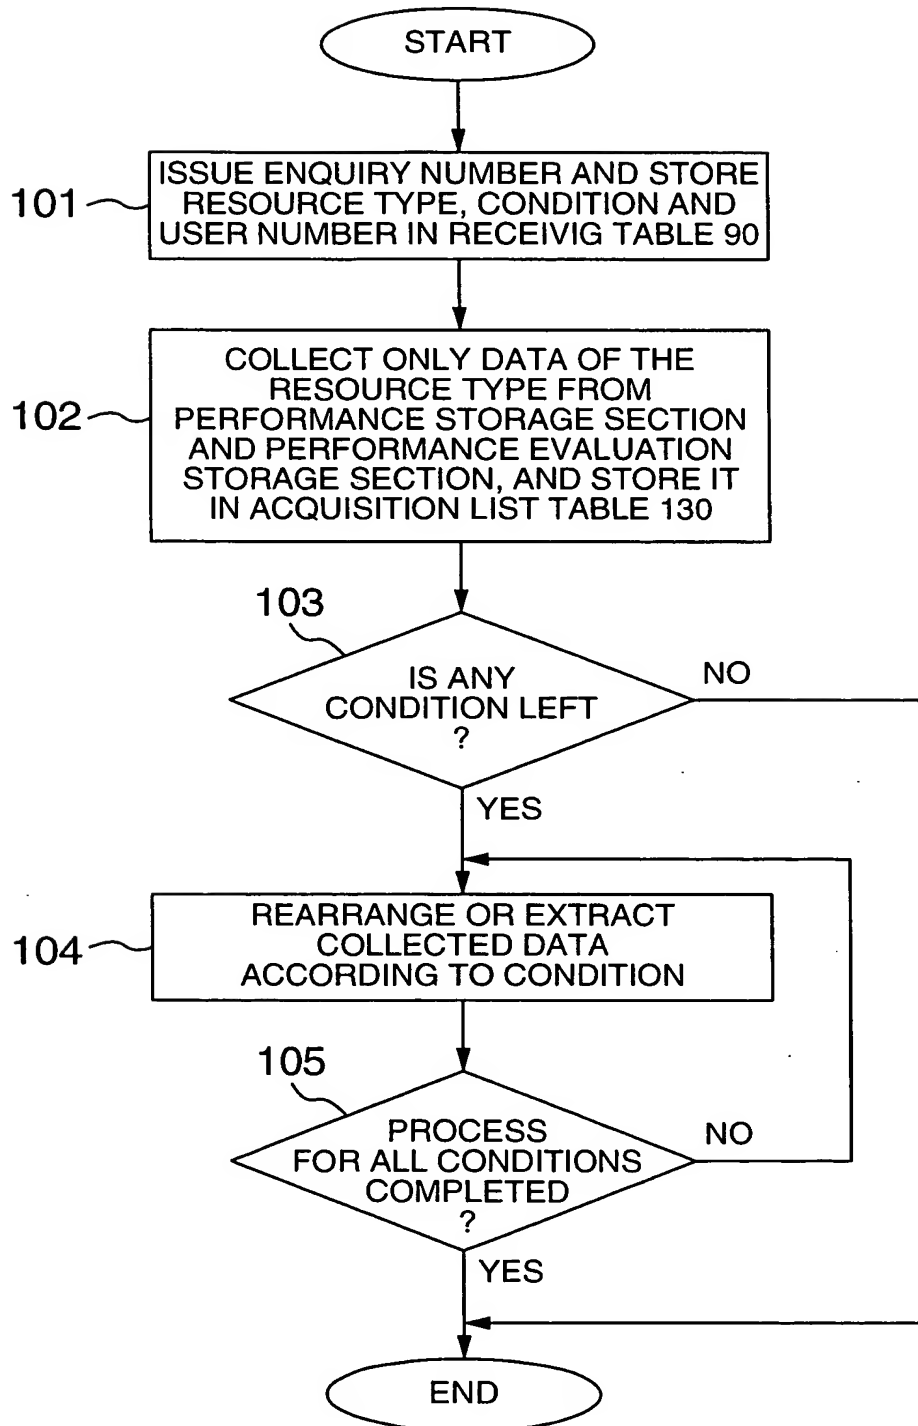 START
101
ISSUE ENQUIRY NUMBER AND STORE
RESOURCE TYPE, CONDITION AND
USER NUMBER IN RECEIVIG TABLE 90
102
COLLECT ONLY DATA OF THE
RESOURCE TYPE FROM
PERFORMANCE STORAGE SECTION
AND PERFORMANCE EVALUATION
STORAGE SECTION, AND STORE IT
IN ACQUISITION LIST TABLE 130
103
IS ANY
CONDITION LEFT
?
NO
YES
104
REARRANGE OR EXTRACT
COLLECTED DATA
ACCORDING TO CONDITION
105
PROCESS
FOR ALL CONDITIONS
COMPLETED
?
NO
YES
END